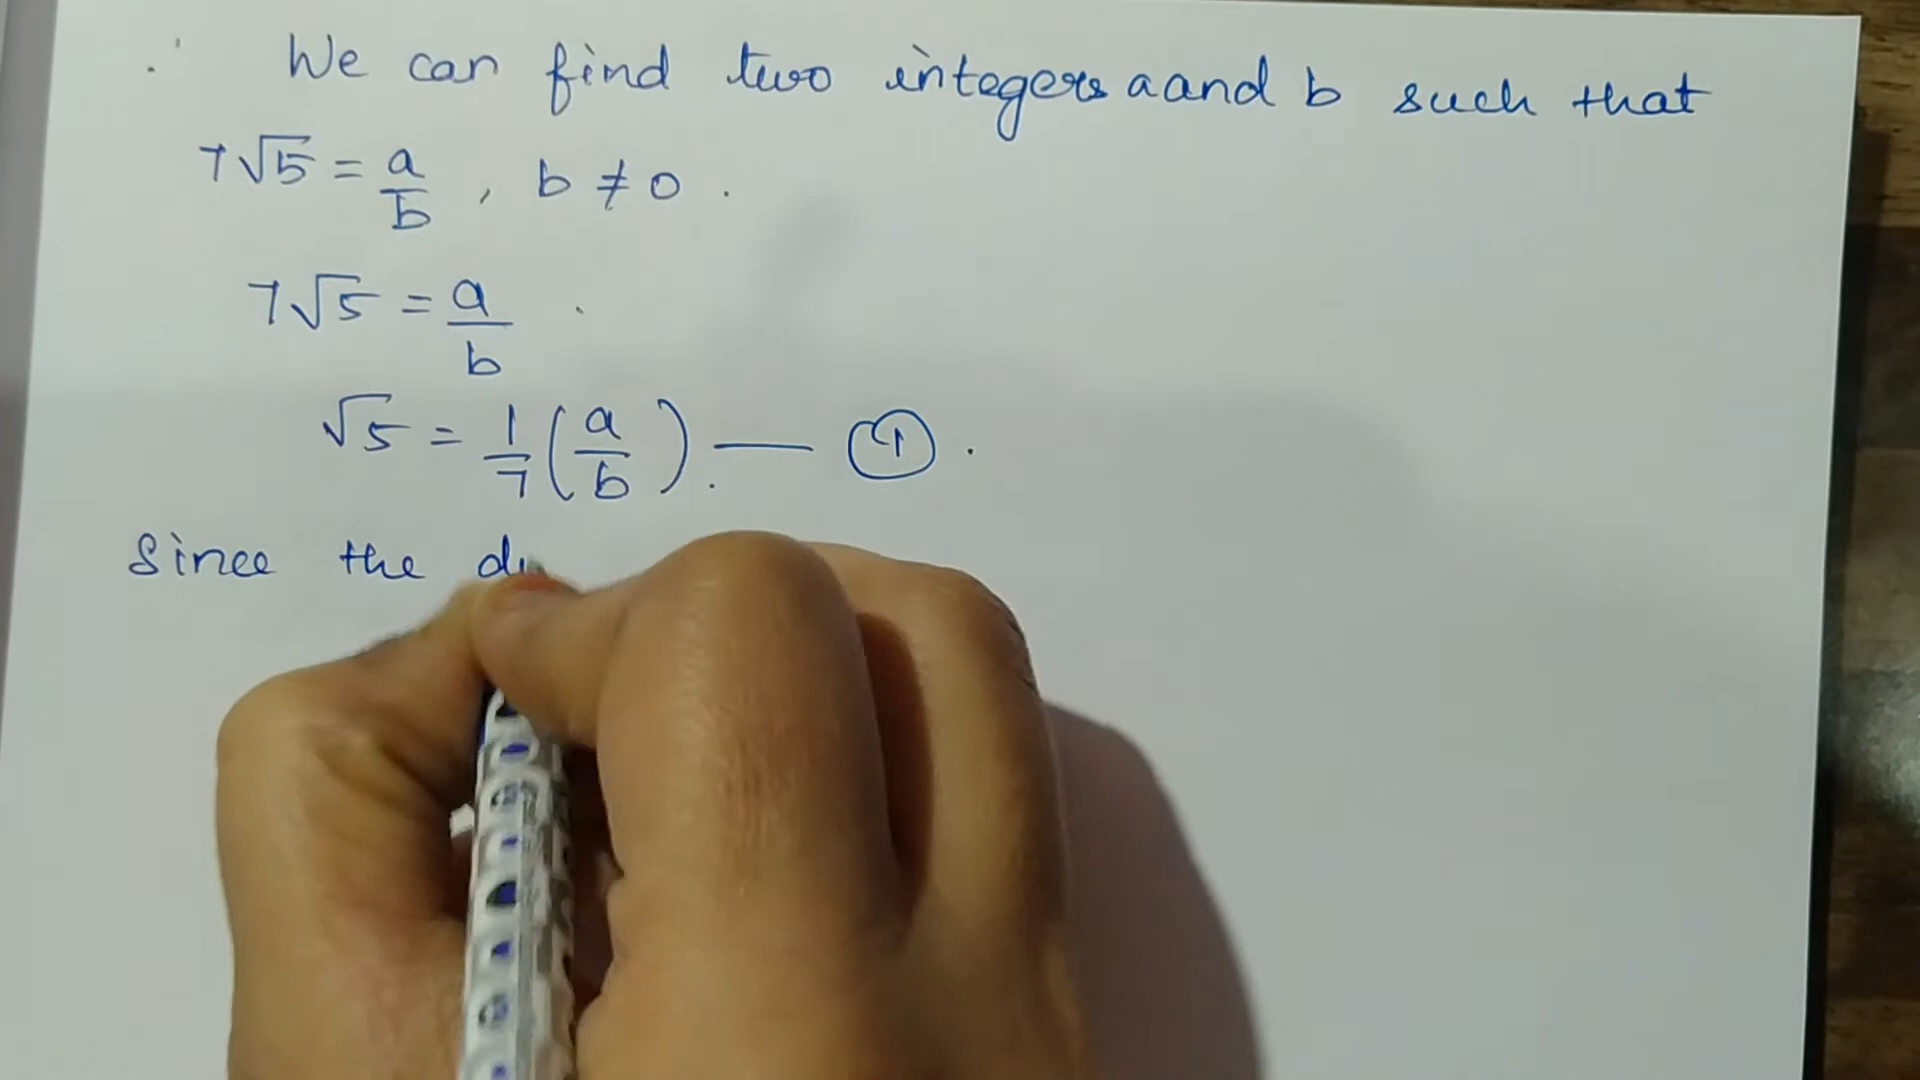 ∴ We can find two integers a and b such that
7√5 = a/b , b ≠ 0 .
7√5 = a/b .
√5 = 1/7 (a/b) . — ① .
Since the